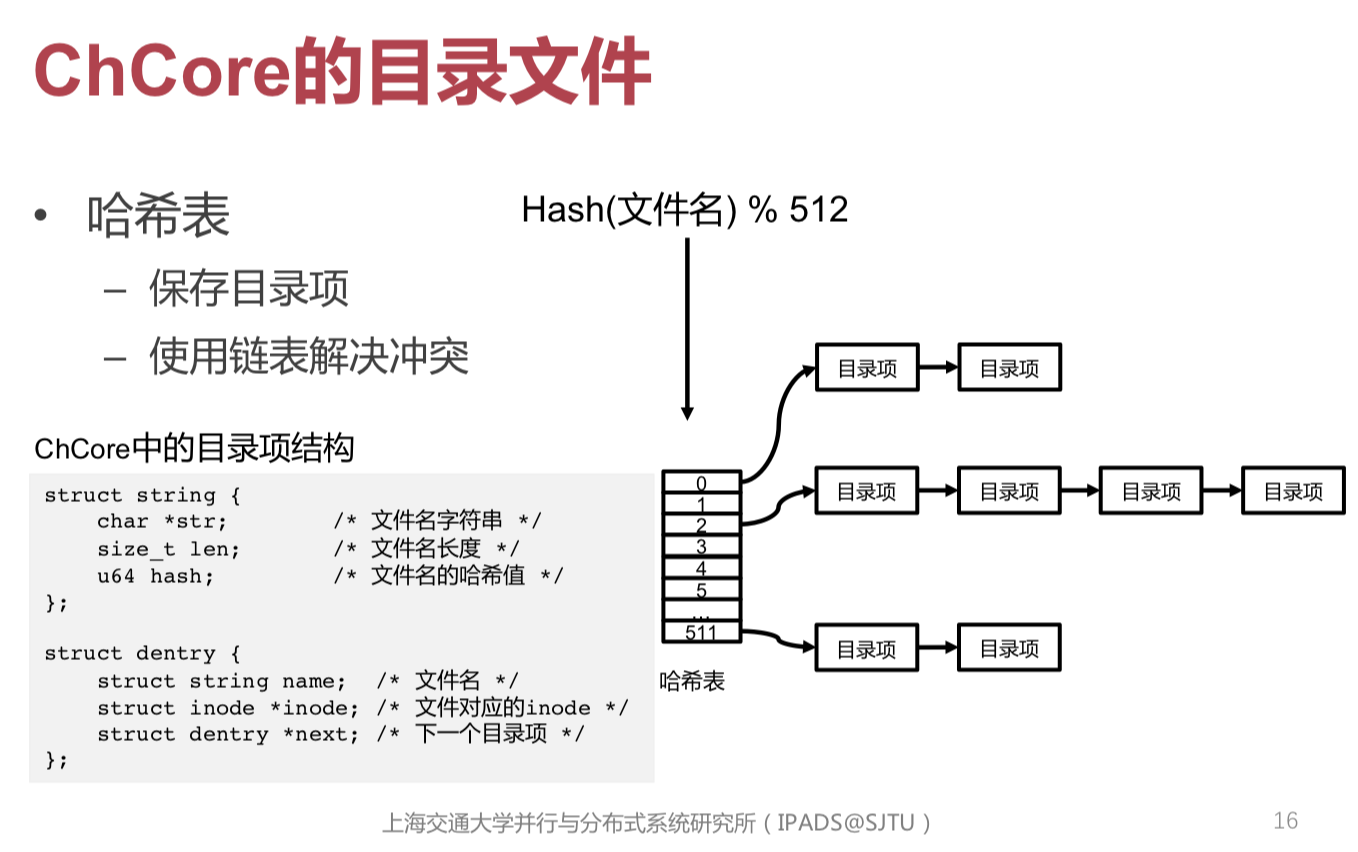 ChCore的目录文件
• 哈希表
– 保存目录项
– 使用链表解决冲突
ChCore中的目录项结构
struct string {
    char *str;        /* 文件名字符串 */
    size_t len;       /* 文件名长度 */
    u64 hash;         /* 文件名的哈希值 */
};
struct dentry {
    struct string name;  /* 文件名 */
    struct inode *inode; /* 文件对应的inode */
    struct dentry *next; /* 下一个目录项 */
};
Hash(文件名) % 512
0
1
2
3
4
5
...
511
哈希表
目录项 目录项
目录项 目录项 目录项 目录项
目录项 目录项
上海交通大学并行与分布式系统研究所（IPADS@SJTU）
16